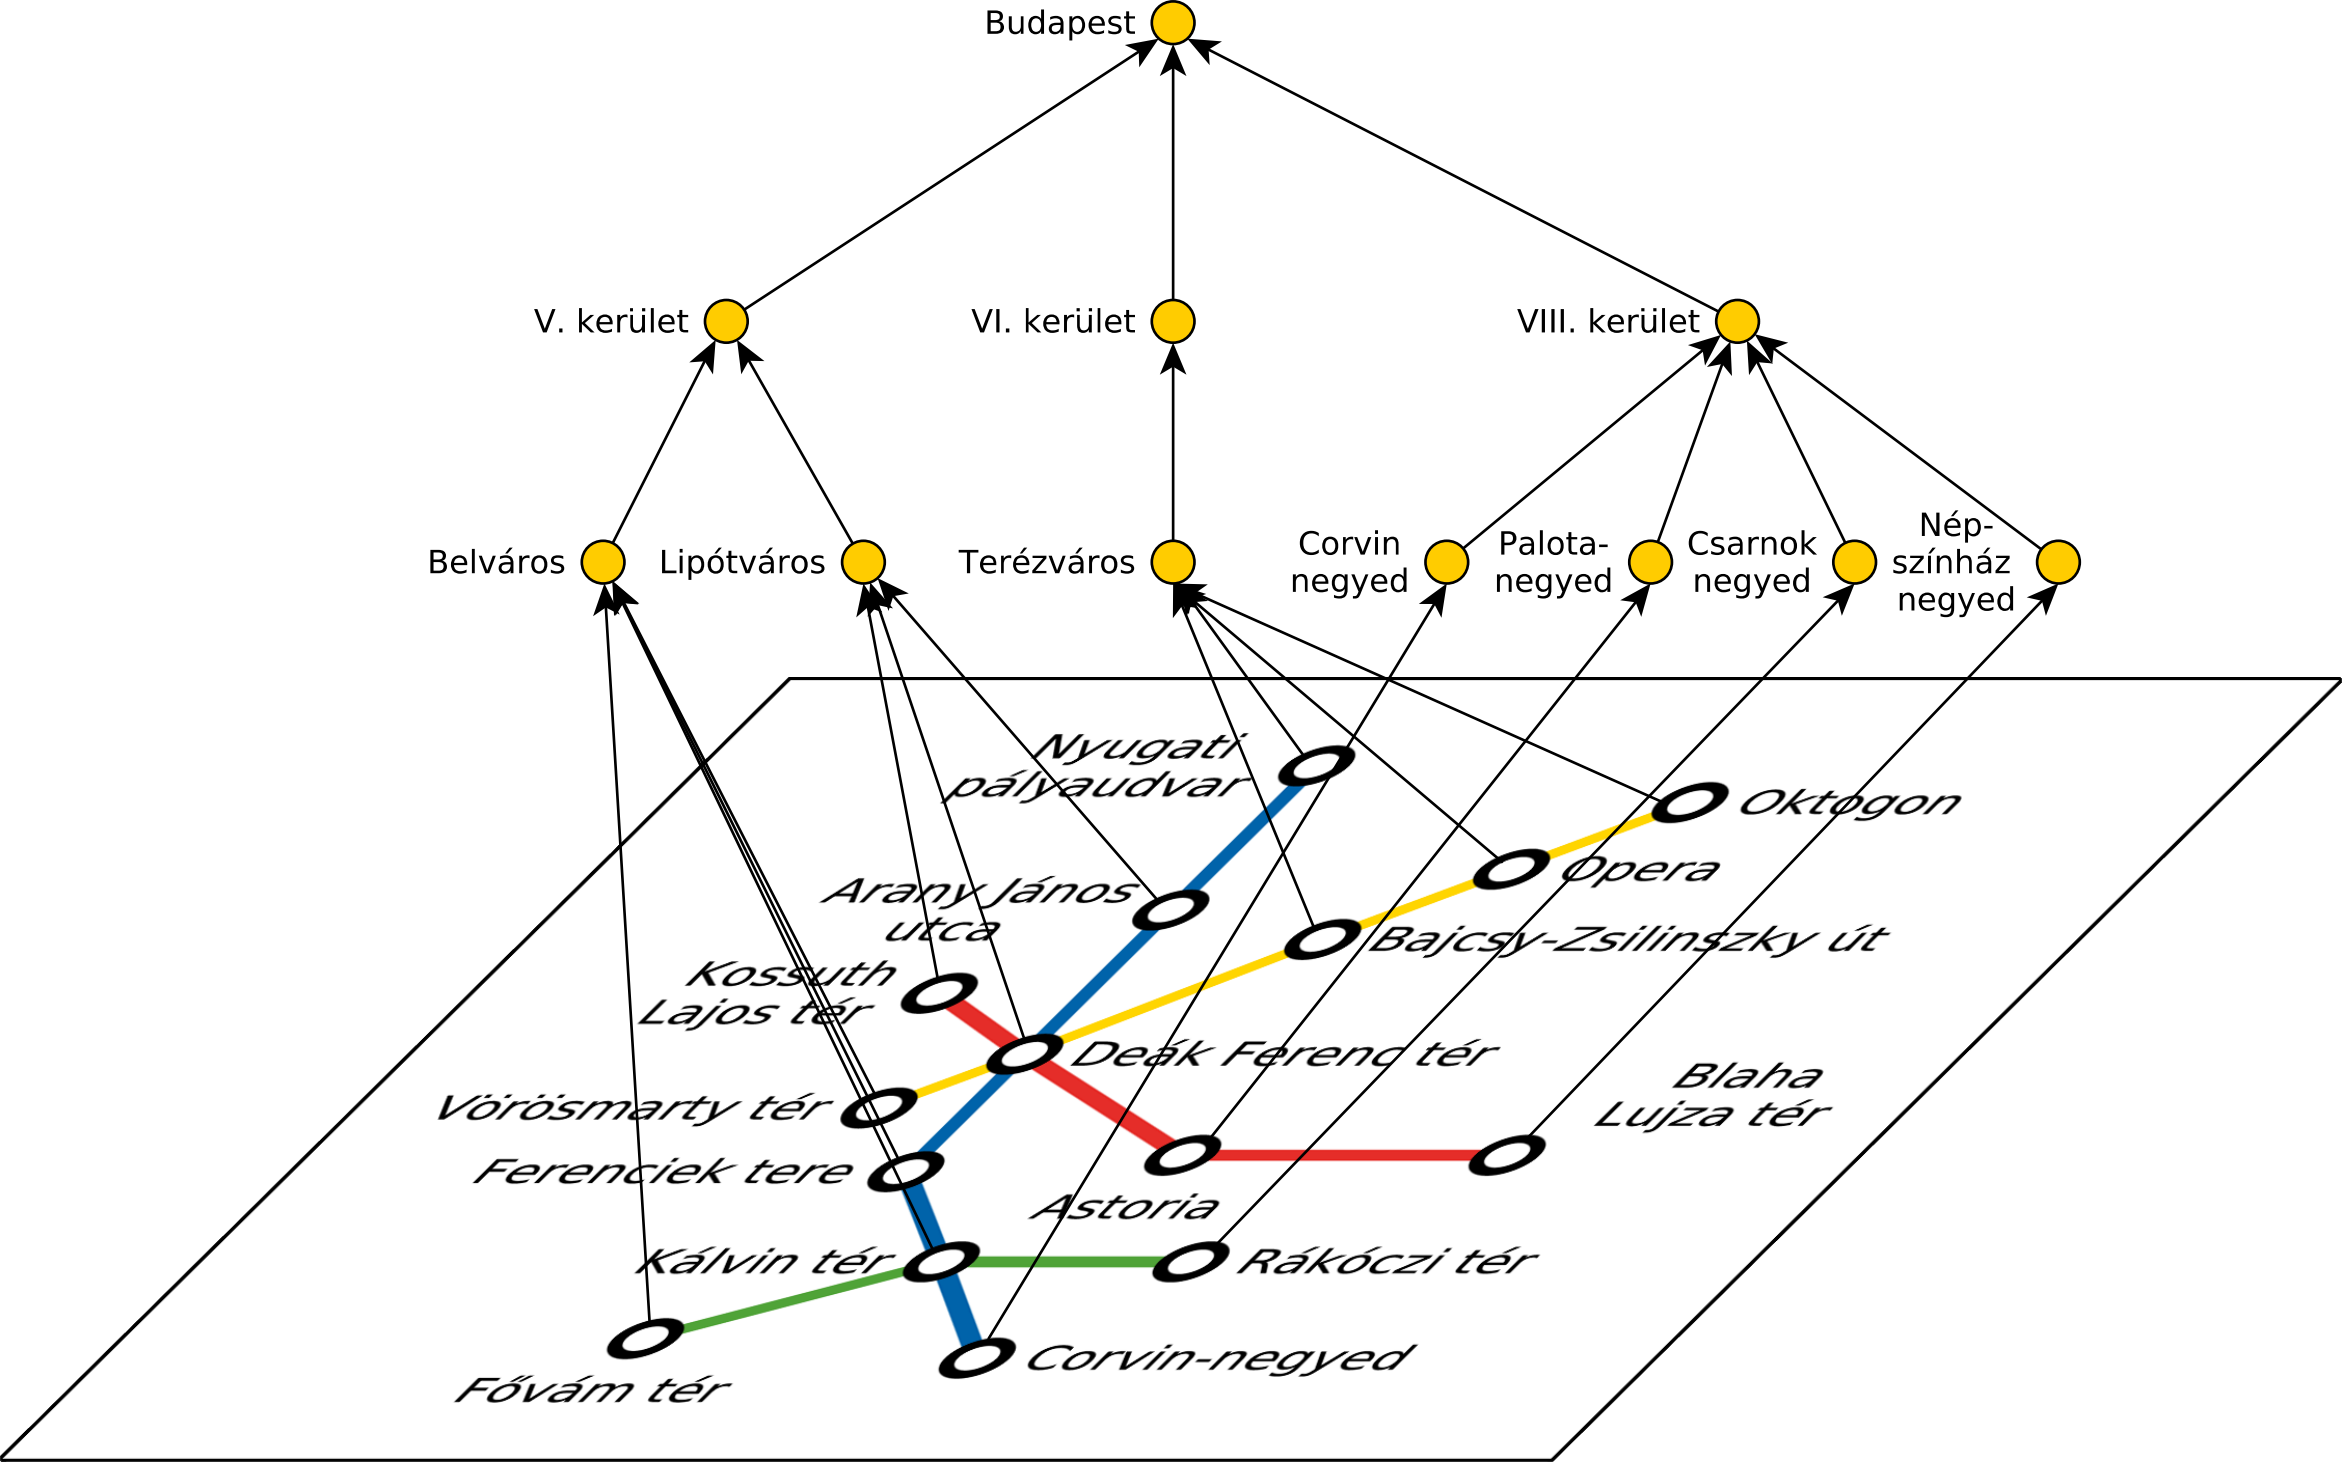 Budapest
V. kerület
VI. kerület
VIII. kerület
Belváros
Lipótváros
Terézváros
Corvin
negyed
Palota-
negyed
Csarnok
negyed
Nép-
színház
negyed
Nyugati
pályaudvar
Oktogon
Opera
Arany János
utca
Bajcsy-Zsilinszky út
Kossuth
Lajos tér
Deák Ferenc tér
Blaha
Lujza tér
Vörösmarty tér
Ferenciek tere
Astoria
Kálvin tér
Rákóczi tér
Corvin-negyed
Fővám tér